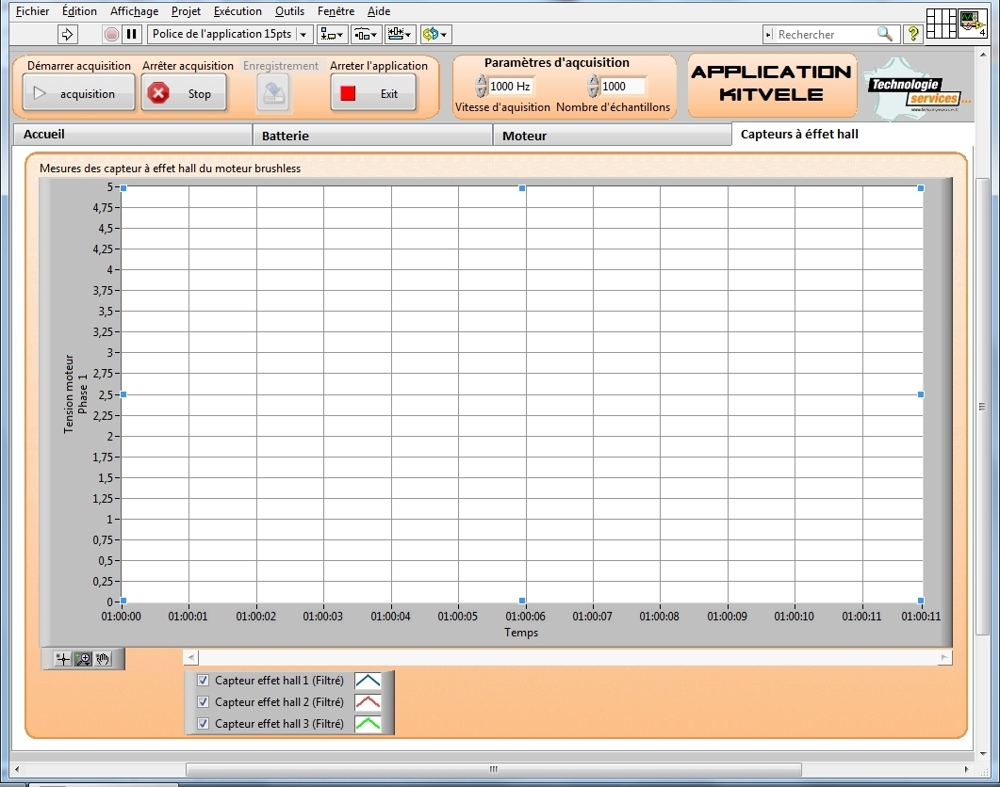 Fichier Édition Affichage Projet Exécution Outils Fenêtre Aide
Police de l'application 15pts
Rechercher
?
4
Démarrer acquisition Arrêter acquisition Enregistrement Arreter l'application
acquisition Stop Exit
Paramètres d'aqcuisition
1000 Hz 1000
Vitesse d'aquisition Nombre d'échantillons
APPLICATION
KITVELE
Technologie
services...
Accueil Batterie Moteur Capteurs à éffet hall
Mesures des capteur à effet hall du moteur brushless
Tension moteur
Phase 1
5
4,75
4,5
4,25
4
3,75
3,5
3,25
3
2,75
2,5
2,25
2
1,75
1,5
1,25
1
0,75
0,5
0,25
0
01:00:00 01:00:01 01:00:02 01:00:03 01:00:04 01:00:05 01:00:06 01:00:07 01:00:08 01:00:09 01:00:10 01:00:11 01:00:11
Temps
Capteur effet hall 1 (Filtré)
Capteur effet hall 2 (Filtré)
Capteur effet hall 3 (Filtré)